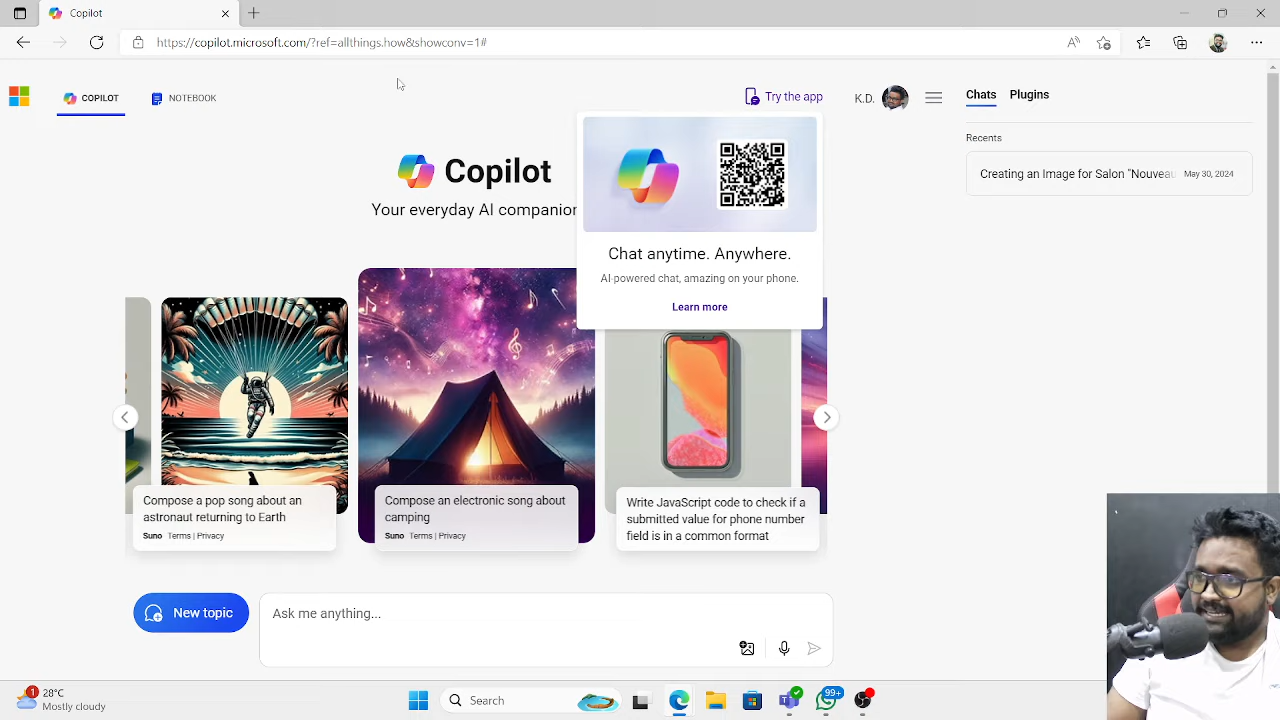 Copilot
https://copilot.microsoft.com/?ref=allthings.how&showconv=1#
COPILOT
NOTEBOOK
Try the app
K.D.
Chats
Plugins
Recents
Creating an Image for Salon "Nouveau
May 30, 2024
Copilot
Your everyday AI companion
Chat anytime. Anywhere.
AI-powered chat, amazing on your phone.
Learn more
Compose a pop song about an
astronaut returning to Earth
Suno Terms | Privacy
Compose an electronic song about
camping
Suno Terms | Privacy
Write JavaScript code to check if a
submitted value for phone number
field is in a common format
New topic
Ask me anything...
1
28°C
Mostly cloudy
Search
99+